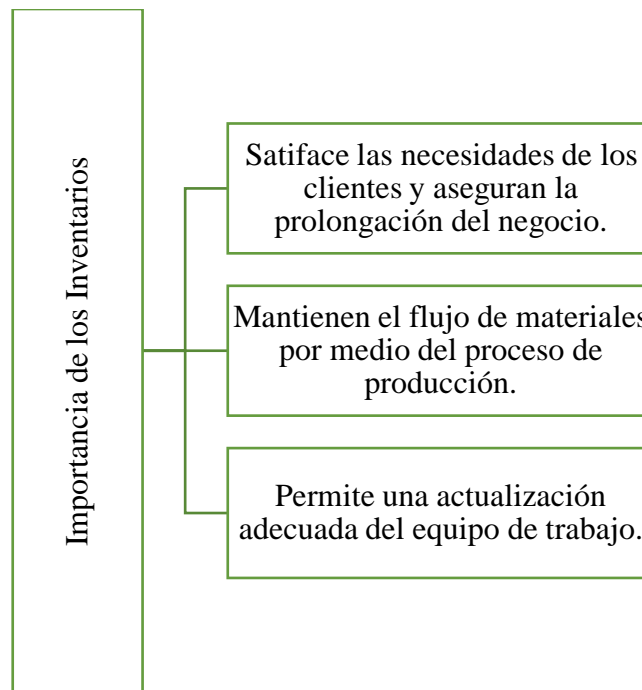 Importancia de los Inventarios
Satiface las necesidades de los
clientes y aseguran la
prolongación del negocio.
Mantienen el flujo de materiales
por medio del proceso de
producción.
Permite una actualización
adecuada del equipo de trabajo.